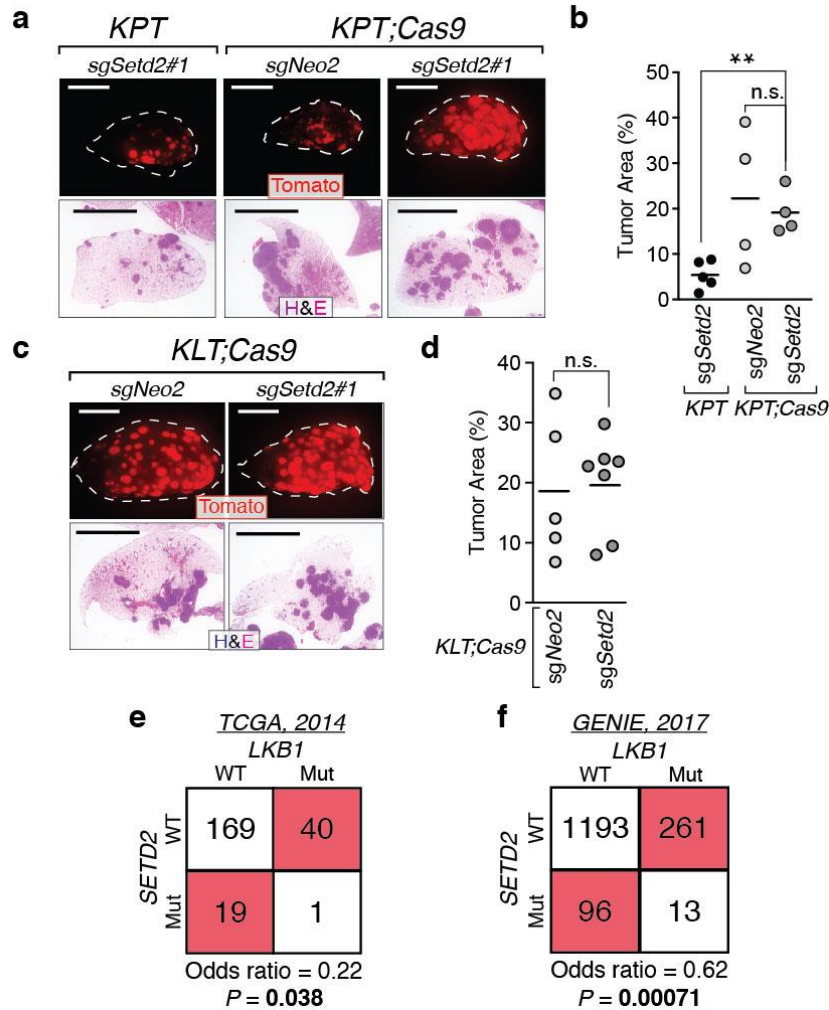 a
KPT
KPT;Cas9
sgSetd2#1
sgNeo2
sgSetd2#1
Tomato
H&E
b
**
n.s.
50
40
30
20
10
0
Tumor Area (%)
sgSetd2
sgNeo2
sgSetd2
KPT
KPT;Cas9
c
KLT;Cas9
sgNeo2
sgSetd2#1
Tomato
H&E
d
n.s.
40
30
20
10
0
Tumor Area (%)
KLT;Cas9
sgNeo2
sgSetd2
e
TCGA, 2014
LKB1
WT Mut
SETD2
WT
169 40
Mut
19 1
Odds ratio = 0.22
P = 0.038
f
GENIE, 2017
LKB1
WT Mut
SETD2
WT
1193 261
Mut
96 13
Odds ratio = 0.62
P = 0.00071